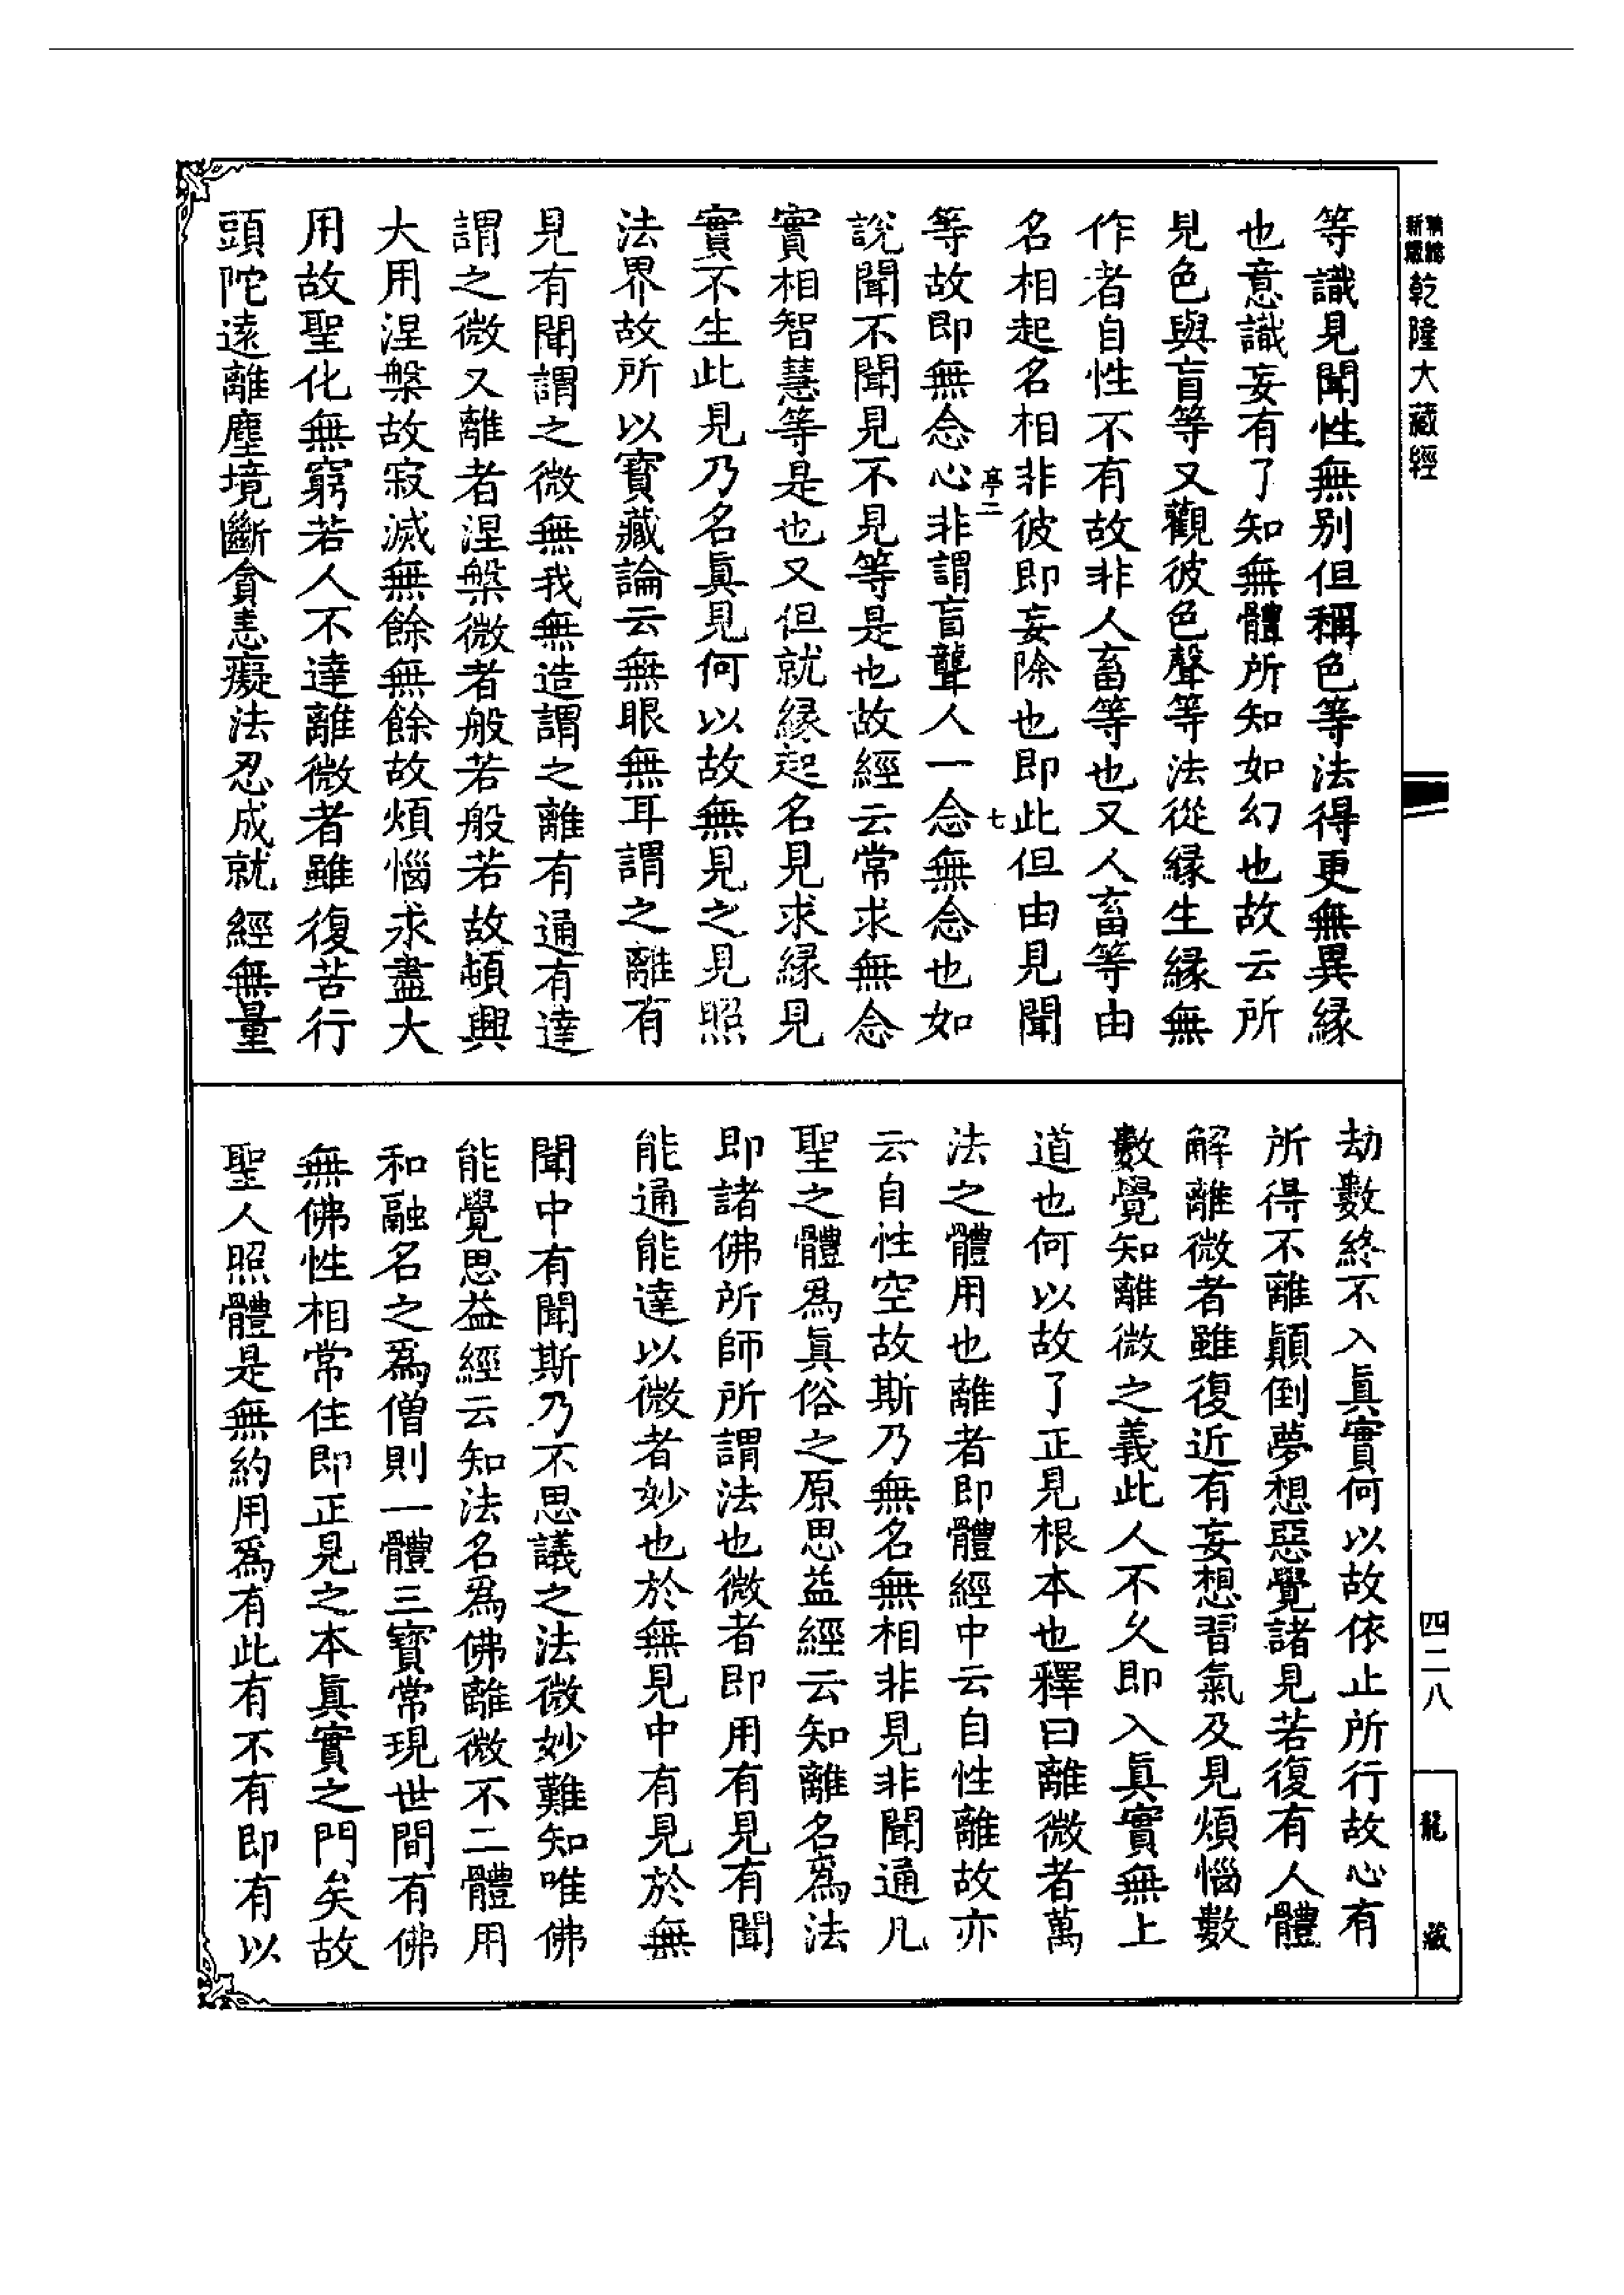 乾隆大藏經
等識見聞性無別但稱色等法得更無異緣
也意識妄有了知無體所知如幻也故云所
見色與盲等又觀彼色聲等法從緣生緣無
作者自性不有故非人畜等也又人畜等由
名相起名相非彼即妄除也即此但由見聞
亭二 七
等故即無念心非謂盲聾人一念無念也如
說聞不聞見不見等是也故經云常求無念
實相智慧等是也又但就緣起名見求緣見
實不生此見乃名眞見何以故無見之見照
法界故所以寶藏論云無眼無耳謂之離有
見有聞謂之微無我無造謂之離有通有達
謂之微又離者涅槃微者般若般若故頓興
大用涅槃故寂滅無餘無餘故煩惱永盡大
用故聖化無窮若人不達離微者雖復苦行
頭陀遠離塵境斷貪恚癡法忍成就經無量
劫數終不入眞實何以故依止所行故心有
所得不離顛倒夢想惡覺諸見若復有人體
解離微者雖復近有妄想習氣及見煩惱數
數覺知離微之義此人不久即入眞實無上
道也何以故了正見根本也釋曰離微者萬
法之體用也離者即體經中云自性離故亦
云自性空故斯乃無名無相非見非聞通凡
聖之體爲眞俗之原思益經云知離名爲法
即諸佛所師所謂法也微者即用有見有聞
能通能達以微者妙也於無見中有見於無
聞中有聞斯乃不思議之法微妙難知唯佛
能覺思益經云知法名爲佛離微不二體用
和融名之爲僧則一體三寶常現世間有佛
無佛性相常住即正見之本眞實之門矣故
聖人照體是無約用爲有此有不有即有以
四二八
龍藏